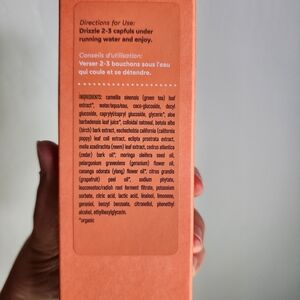 Directions for Use:
Drizzle 2-3 capfuls under
running water and enjoy.
Conseils d'utilisation:
Verser 2-3 bouchons sous l'eau
qui coule et se détendre.
INGREDIENTS: camellia sinensis (green tea) leaf
extract*, water/aqua/eau, coco-glucoside, decyl
glucoside, caprylyl/capryl glucoside, glycerin*, aloe
barbadensis leaf juice*, colloidal oatmeal, betula alba
(birch) bark extract, eschscholzia californica (california
poppy) leaf cell extract, eclipta prostrata extract,
melia azadirachta (neem) leaf extract, cedrus atlantica
(cedar) bark oil*, moringa oleifera seed oil,
pelargonium graveolens (geranium) flower oil,
cananga odorata (ylang) flower oil*, citrus grandis
(grapefruit) peel oil*, sodium phytate,
leuconostoc/radish root ferment filtrate, potassium
sorbate, citric acid, lactic acid, linalool, limonene,
geraniol, benzyl benzoate, citronellol, phenethyl
alcohol, ethylhexylglycerin.
*organic